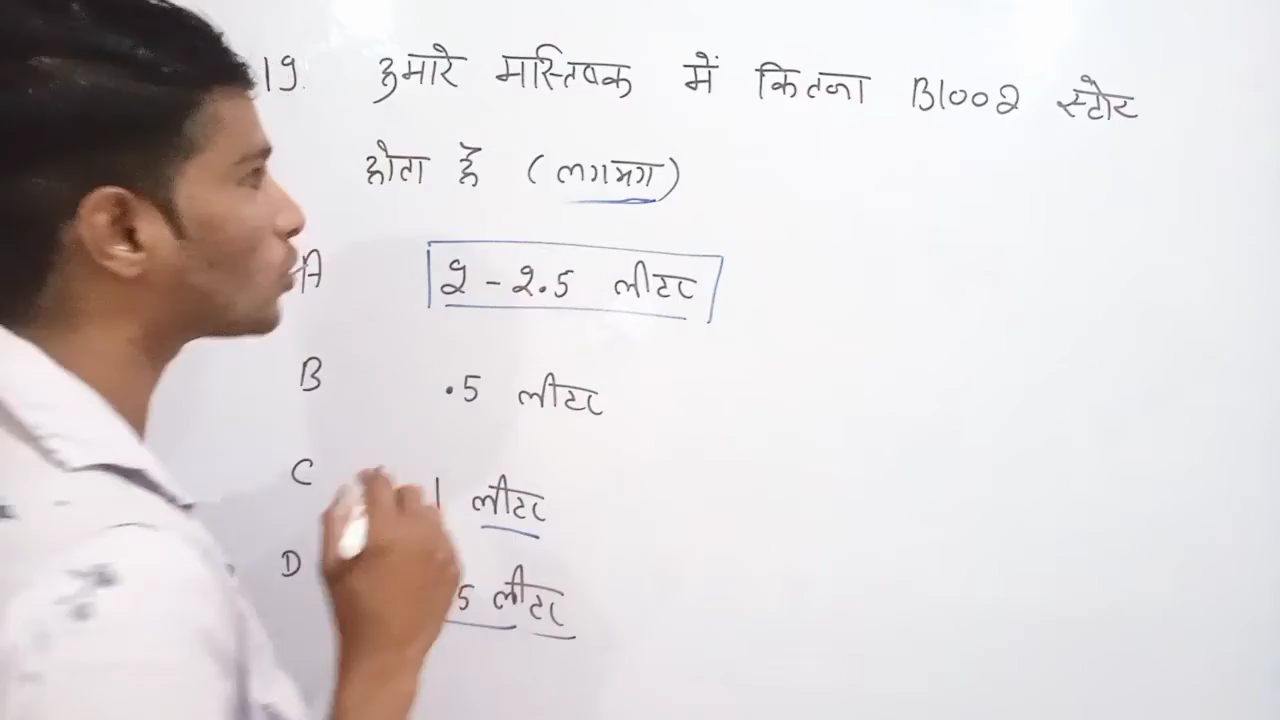 19. हमारे मस्तिष्क में कितना Blood स्टोर
होता है (लगभग)
A 2 - 2.5 लीटर
B .5 लीटर
C 1 लीटर
D 5 लीटर